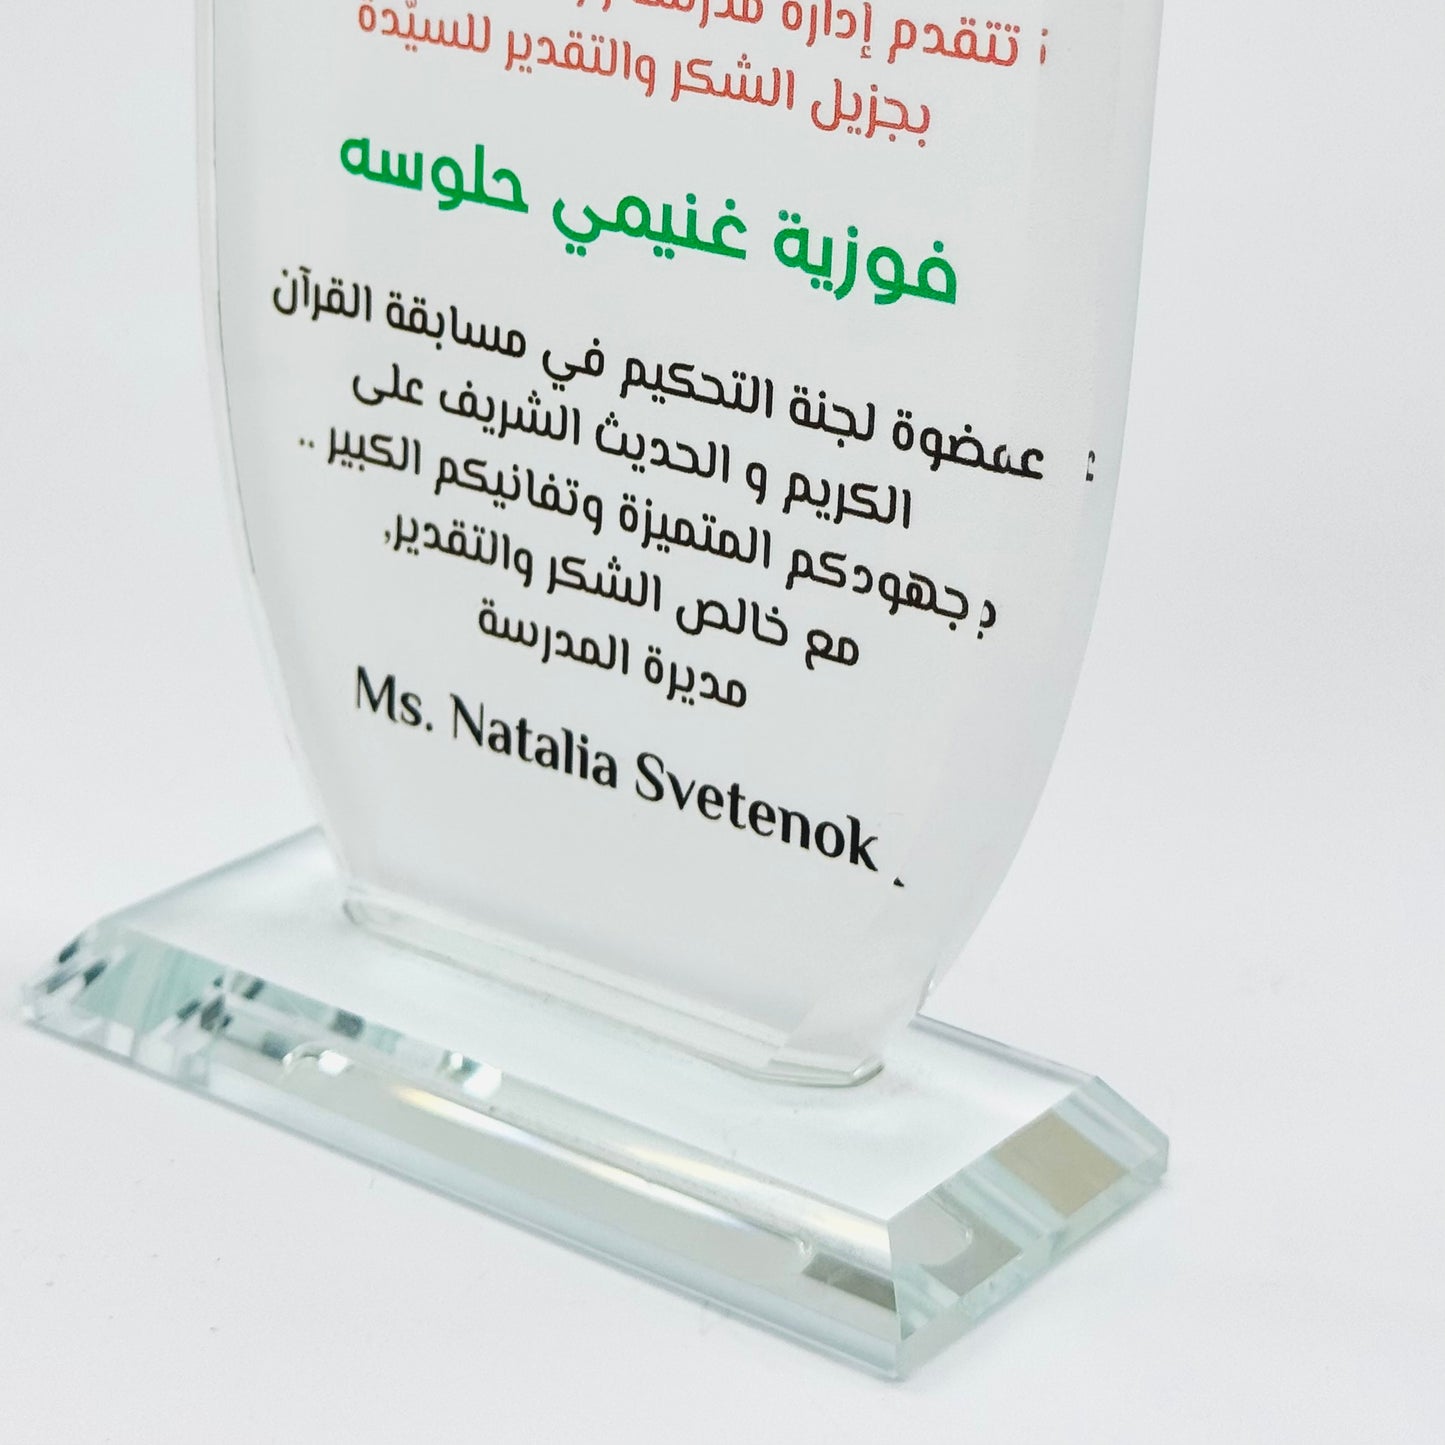 تتقدم إدارة مدرسة
بجزيل الشكر والتقدير للسيّدة
فوزية غنيمي حلوسه
عضوة لجنة التحكيم في مسابقة القرآن
الكريم و الحديث الشريف على
جهودكم المتميزة وتفانيكم الكبير ..
مع خالص الشكر والتقدير,
مديرة المدرسة
Ms. Natalia Svetenok